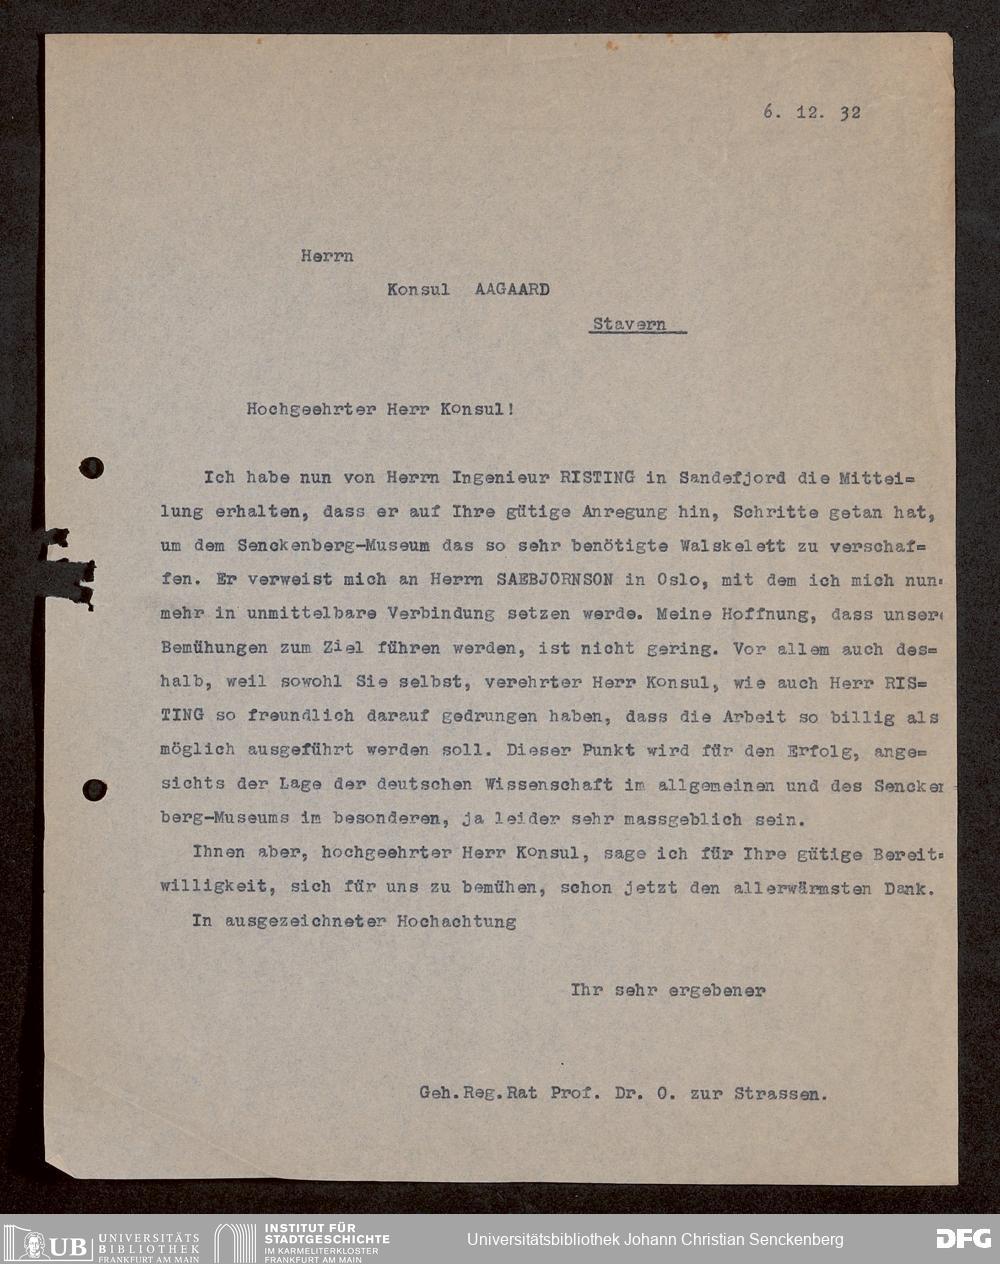 6. 12. 32
Herrn
Konsul AAGAARD
Stavern
Hochgeehrter Herr Konsul!
Ich habe nun von Herrn Ingenieur RISTING in Sandefjord die Mittei=
lung erhalten, dass er auf Ihre gütige Anregung hin, Schritte getan hat,
um dem Senckenberg-Museum das so sehr benötigte Walskelett zu verschaf=
fen. Er verweist mich an Herrn SAEBJORNSON in Oslo, mit dem ich mich nun=
mehr in unmittelbare Verbindung setzen werde. Meine Hoffnung, dass unsere
Bemühungen zum Ziel führen werden, ist nicht gering. Vor allem auch des=
halb, weil sowohl Sie selbst, verehrter Herr Konsul, wie auch Herr RIS=
TING so freundlich darauf gedrungen haben, dass die Arbeit so billig als
möglich ausgeführt werden soll. Dieser Punkt wird für den Erfolg, ange=
sichts der Lage der deutschen Wissenschaft im allgemeinen und des Sencken=
berg-Museums im besonderen, ja leider sehr massgeblich sein.
Ihnen aber, hochgeehrter Herr Konsul, sage ich für Ihre gütige Bereit=
willigkeit, sich für uns zu bemühen, schon jetzt den allerwärmsten Dank.
In ausgezeichneter Hochachtung
Ihr sehr ergebener
Geh.Reg.Rat Prof. Dr. O. zur Strassen.
UB UNIVERSITÄTS
BIBLIOTHEK
FRANKFURT AM MAIN
INSTITUT FÜR
STADTGESCHICHTE
IM KARMELITERKLOSTER
FRANKFURT AM MAIN
Universitätsbibliothek Johann Christian Senckenberg
DFG